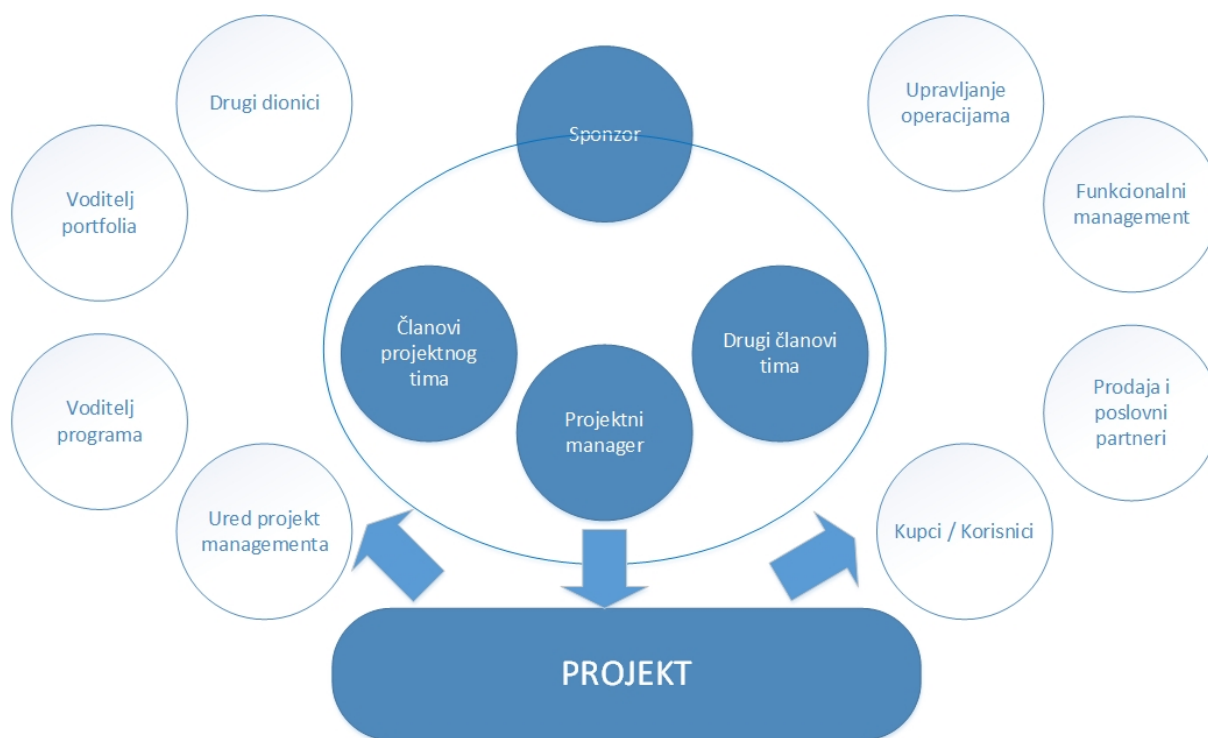 Drugi dionici
Sponzor
Upravljanje
operacijama
Voditelj
portfolia
Funkcionalni
management
Članovi
projektnog
tima
Drugi članovi
tima
Projektni
manager
Voditelj
programa
Prodaja i
poslovni
partneri
Ured projekt
managementa
Kupci / Korisnici
PROJEKT